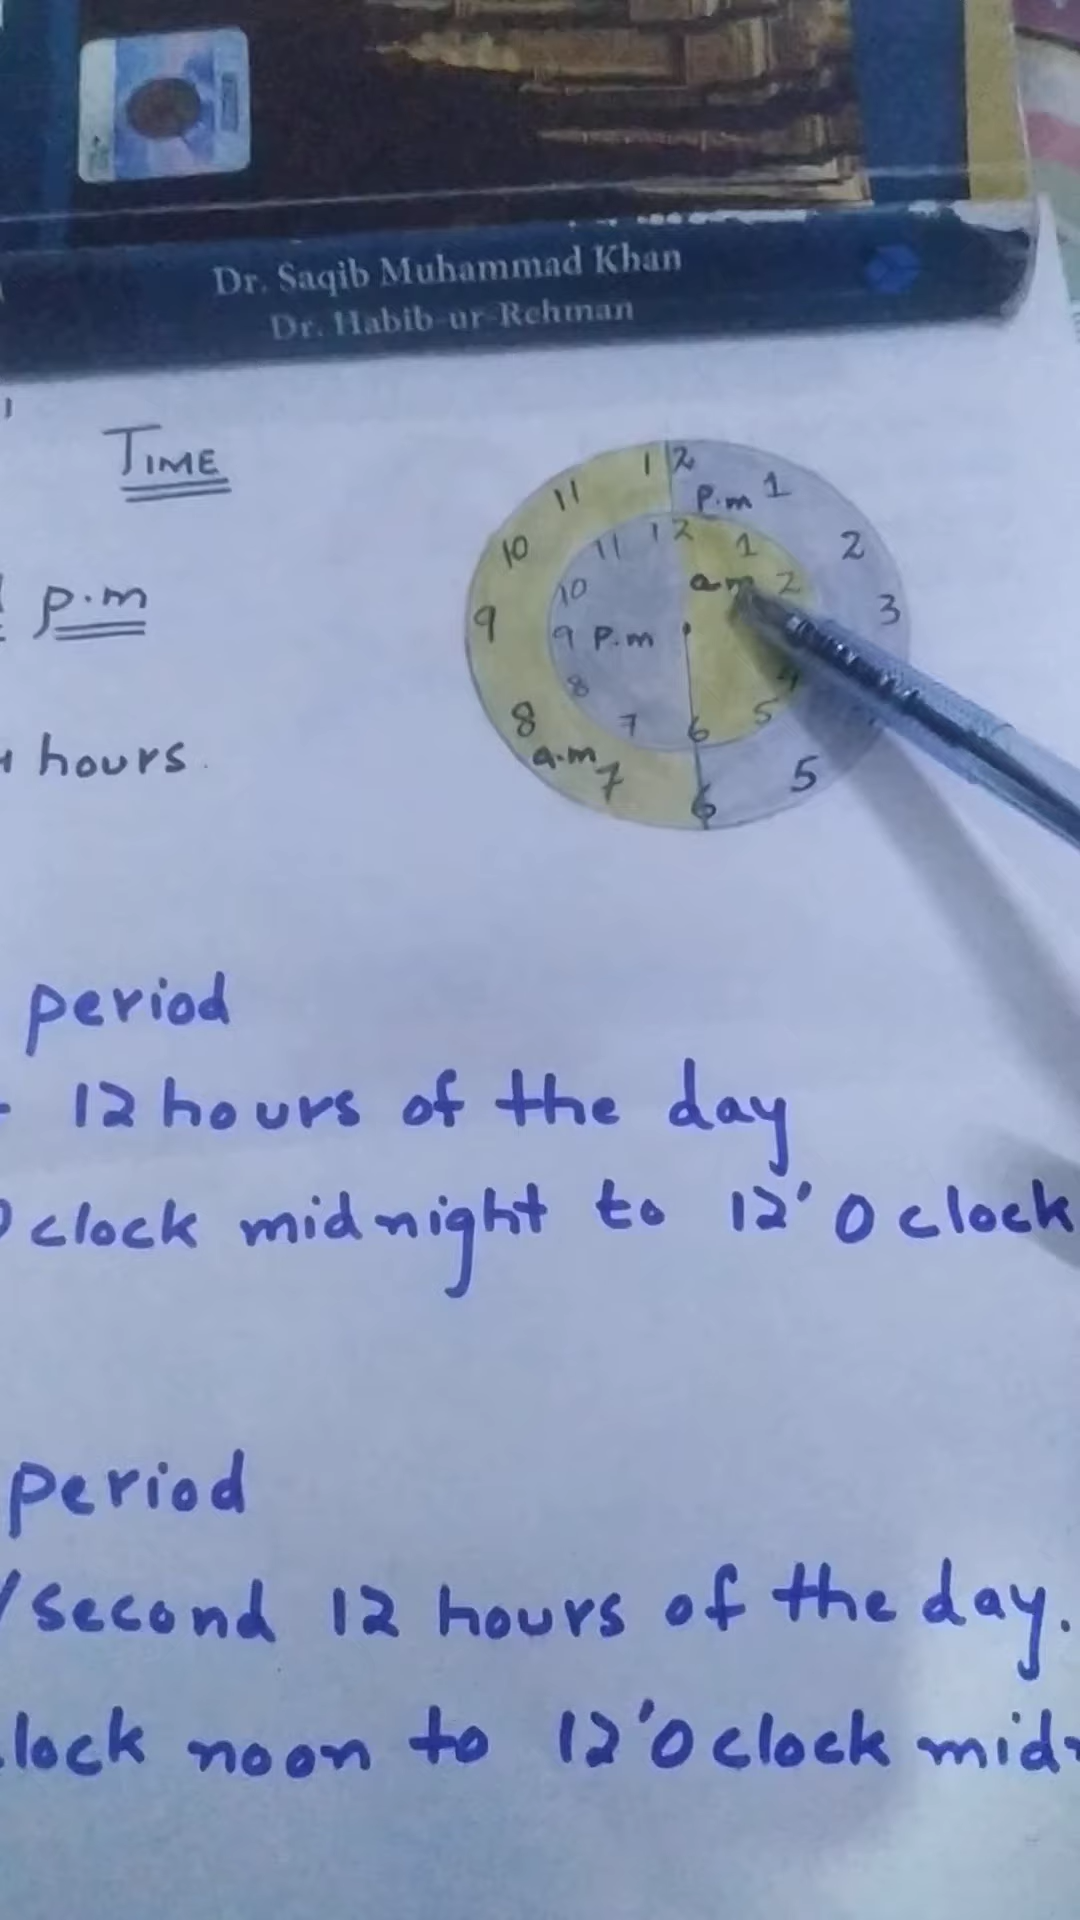 Dr. Saqib Muhammad Khan
Dr. Habib-ur-Rehman
TIME
p.m
hours.
12
11 p.m 1
12
10 11 1 2
10 a.m 2
9 9 p.m 3
8 4
8 7 6 5
a.m 7 5
6
period
12 hours of the day
clock midnight to 12'O clock
period
/second 12 hours of the day.
lock noon to 12'O clock mid